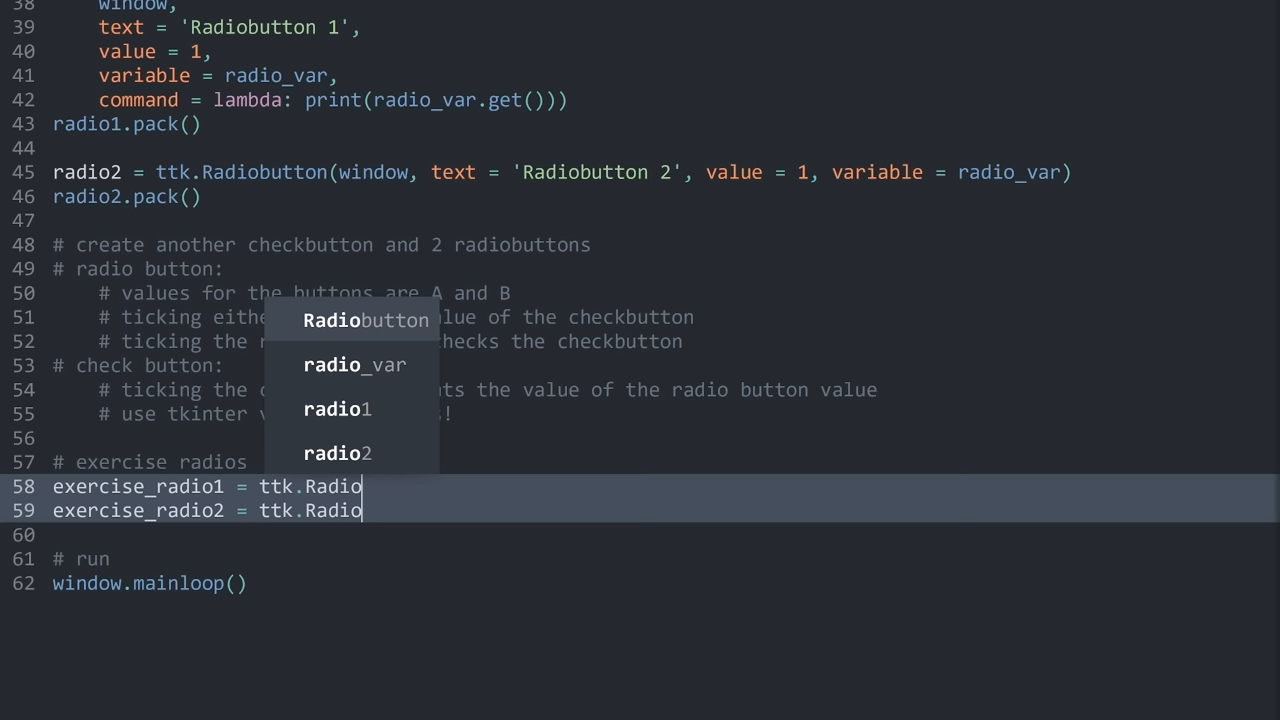 38     window,
39     text = 'Radiobutton 1',
40     value = 1,
41     variable = radio_var,
42     command = lambda: print(radio_var.get()))
43 radio1.pack()
44
45 radio2 = ttk.Radiobutton(window, text = 'Radiobutton 2', value = 1, variable = radio_var)
46 radio2.pack()
47
48 # create another checkbutton and 2 radiobuttons
49 # radio button:
50     # values for the buttons are A and B
51     # ticking eithe lue of the checkbutton
52     # ticking the r hecks the checkbutton
53 # check button:
54     # ticking the c nts the value of the radio button value
55     # use tkinter v s!
56
57 # exercise radios
Radiobutton
radio_var
radio1
radio2
58 exercise_radio1 = ttk.Radio
59 exercise_radio2 = ttk.Radio
60
61 # run
62 window.mainloop()